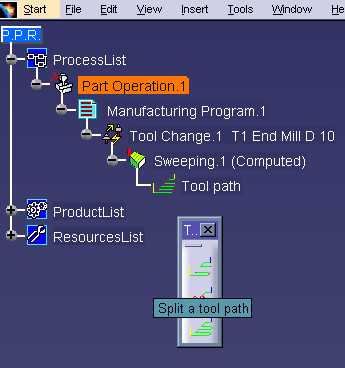 Start File Edit View Insert Tools Window He
P.P.R.
ProcessList
Part Operation.1
Manufacturing Program.1
Tool Change.1 T1 End Mill D 10
Sweeping.1 (Computed)
Tool path
ProductList
ResourcesList
T...
Split a tool path